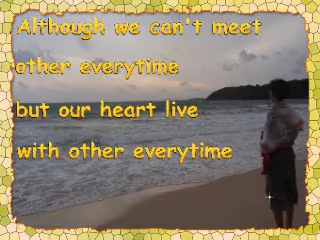 Although we can't meet
other everytime
but our heart live
with other everytime